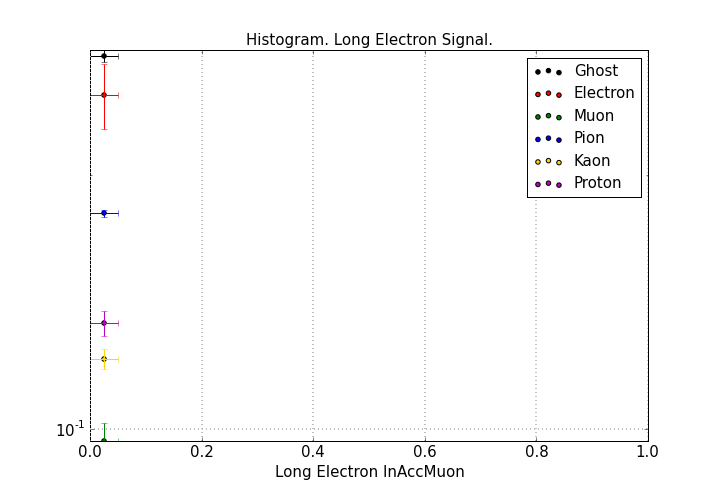 Histogram. Long Electron Signal.
Ghost
Electron
Muon
Pion
Kaon
Proton
10-1
0.0 0.2 0.4 0.6 0.8 1.0
Long Electron InAccMuon